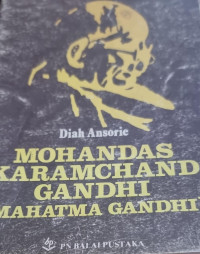 Diah Ansorie
MOHANDAS
KARAMCHAND
GANDHI
MAHATMA GANDHI
PN BALAI PUSTAKA